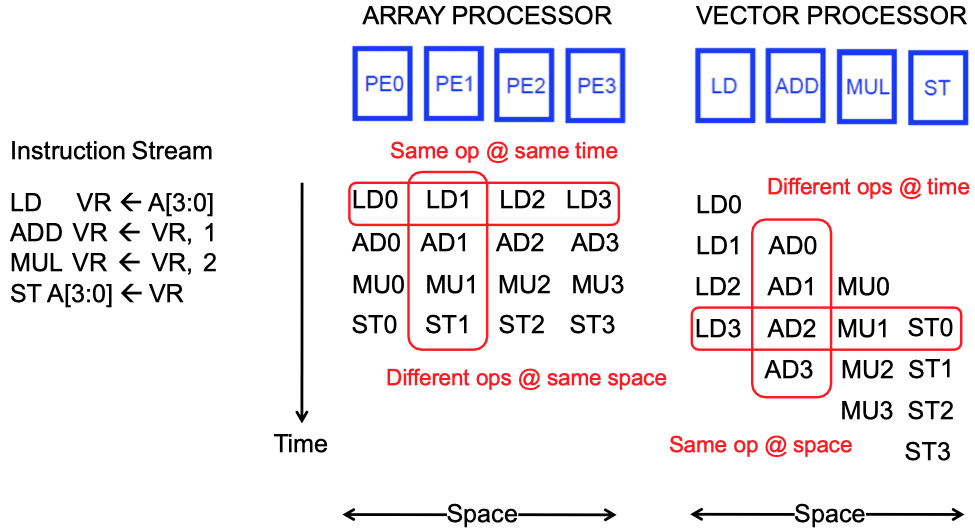 ARRAY PROCESSOR VECTOR PROCESSOR
PE0 PE1 PE2 PE3 LD ADD MUL ST
Instruction Stream
LD VR ← A[3:0]
ADD VR ← VR, 1
MUL VR ← VR, 2
ST A[3:0] ← VR
Time
Same op @ same time
LD0 LD1 LD2 LD3
AD0 AD1 AD2 AD3
MU0 MU1 MU2 MU3
ST0 ST1 ST2 ST3
Different ops @ same space
Space
Different ops @ time
LD0
LD1 AD0
LD2 AD1 MU0
LD3 AD2 MU1 ST0
AD3 MU2 ST1
MU3 ST2
Same op @ space
ST3
Space